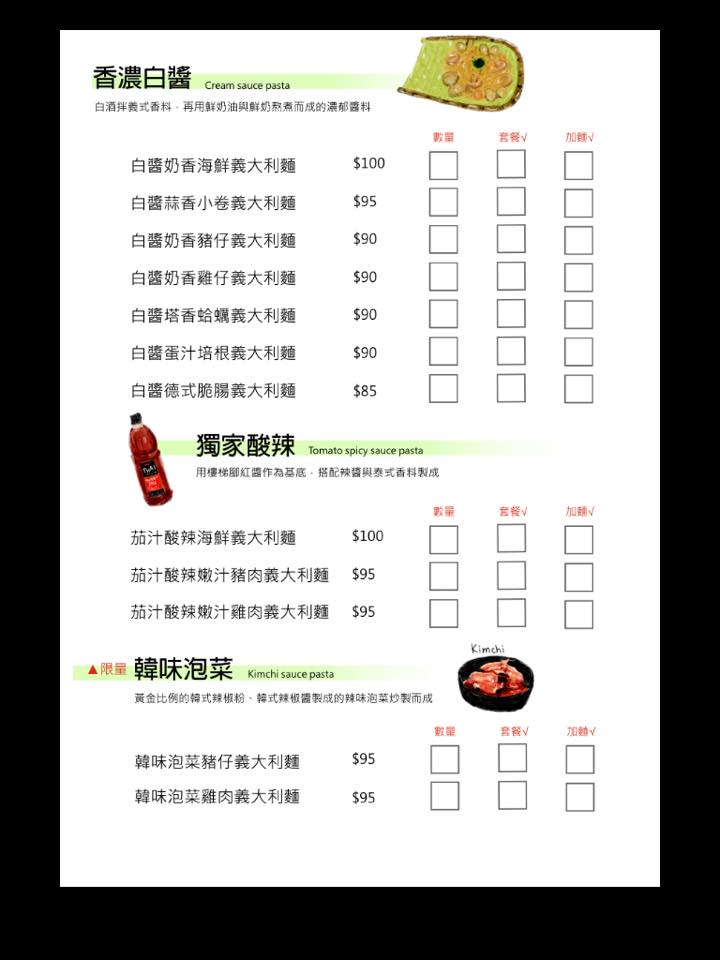 香濃白醬 Cream sauce pasta
白酒拌義式香料，再用鮮奶油與鮮奶熬煮而成的濃郁醬料
數量 套餐√ 加麵√
白醬奶香海鮮義大利麵 $100
白醬蒜香小卷義大利麵 $95
白醬奶香豬仔義大利麵 $90
白醬奶香雞仔義大利麵 $90
白醬塔香蛤蠣義大利麵 $90
白醬蛋汁培根義大利麵 $90
白醬德式脆腸義大利麵 $85
獨家酸辣 Tomato spicy sauce pasta
用樓梯腳紅醬作為基底，搭配辣醬與泰式香料製成
數量 套餐√ 加麵√
茄汁酸辣海鮮義大利麵 $100
茄汁酸辣嫩汁豬肉義大利麵 $95
茄汁酸辣嫩汁雞肉義大利麵 $95
Kimchi
▲限量 韓味泡菜 Kimchi sauce pasta
黃金比例的韓式辣椒粉、韓式辣椒醬製成的辣味泡菜炒製而成
數量 套餐√ 加麵√
韓味泡菜豬仔義大利麵 $95
韓味泡菜雞肉義大利麵 $95